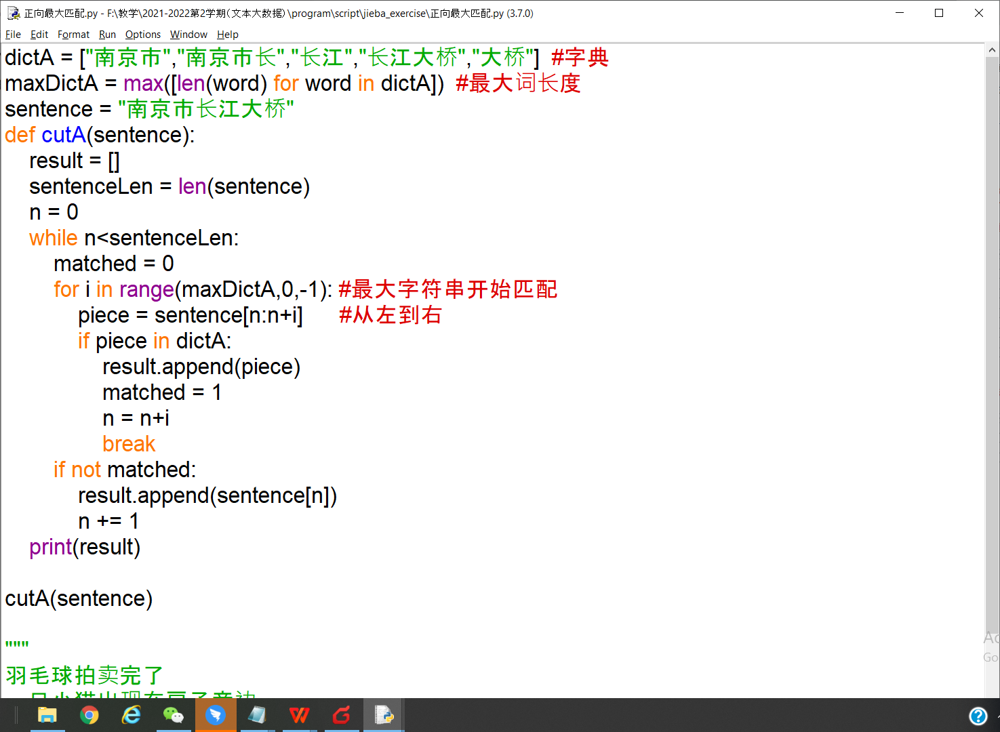 正向最大匹配.py - F:\教学\2021-2022第2学期(文本大数据)\program\script\jieba_exercise\正向最大匹配.py (3.7.0)
File Edit Format Run Options Window Help
dictA = ["南京市","南京市长","长江","长江大桥","大桥"]  #字典
maxDictA = max([len(word) for word in dictA])  #最大词长度
sentence = "南京市长江大桥"
def cutA(sentence):
    result = []
    sentenceLen = len(sentence)
    n = 0
    while n<sentenceLen:
        matched = 0
        for i in range(maxDictA,0,-1): #最大字符串开始匹配
            piece = sentence[n:n+i]      #从左到右
            if piece in dictA:
                result.append(piece)
                matched = 1
                n = n+i
                break
        if not matched:
            result.append(sentence[n])
            n += 1
    print(result)
cutA(sentence)
"""
羽毛球拍卖完了
Go